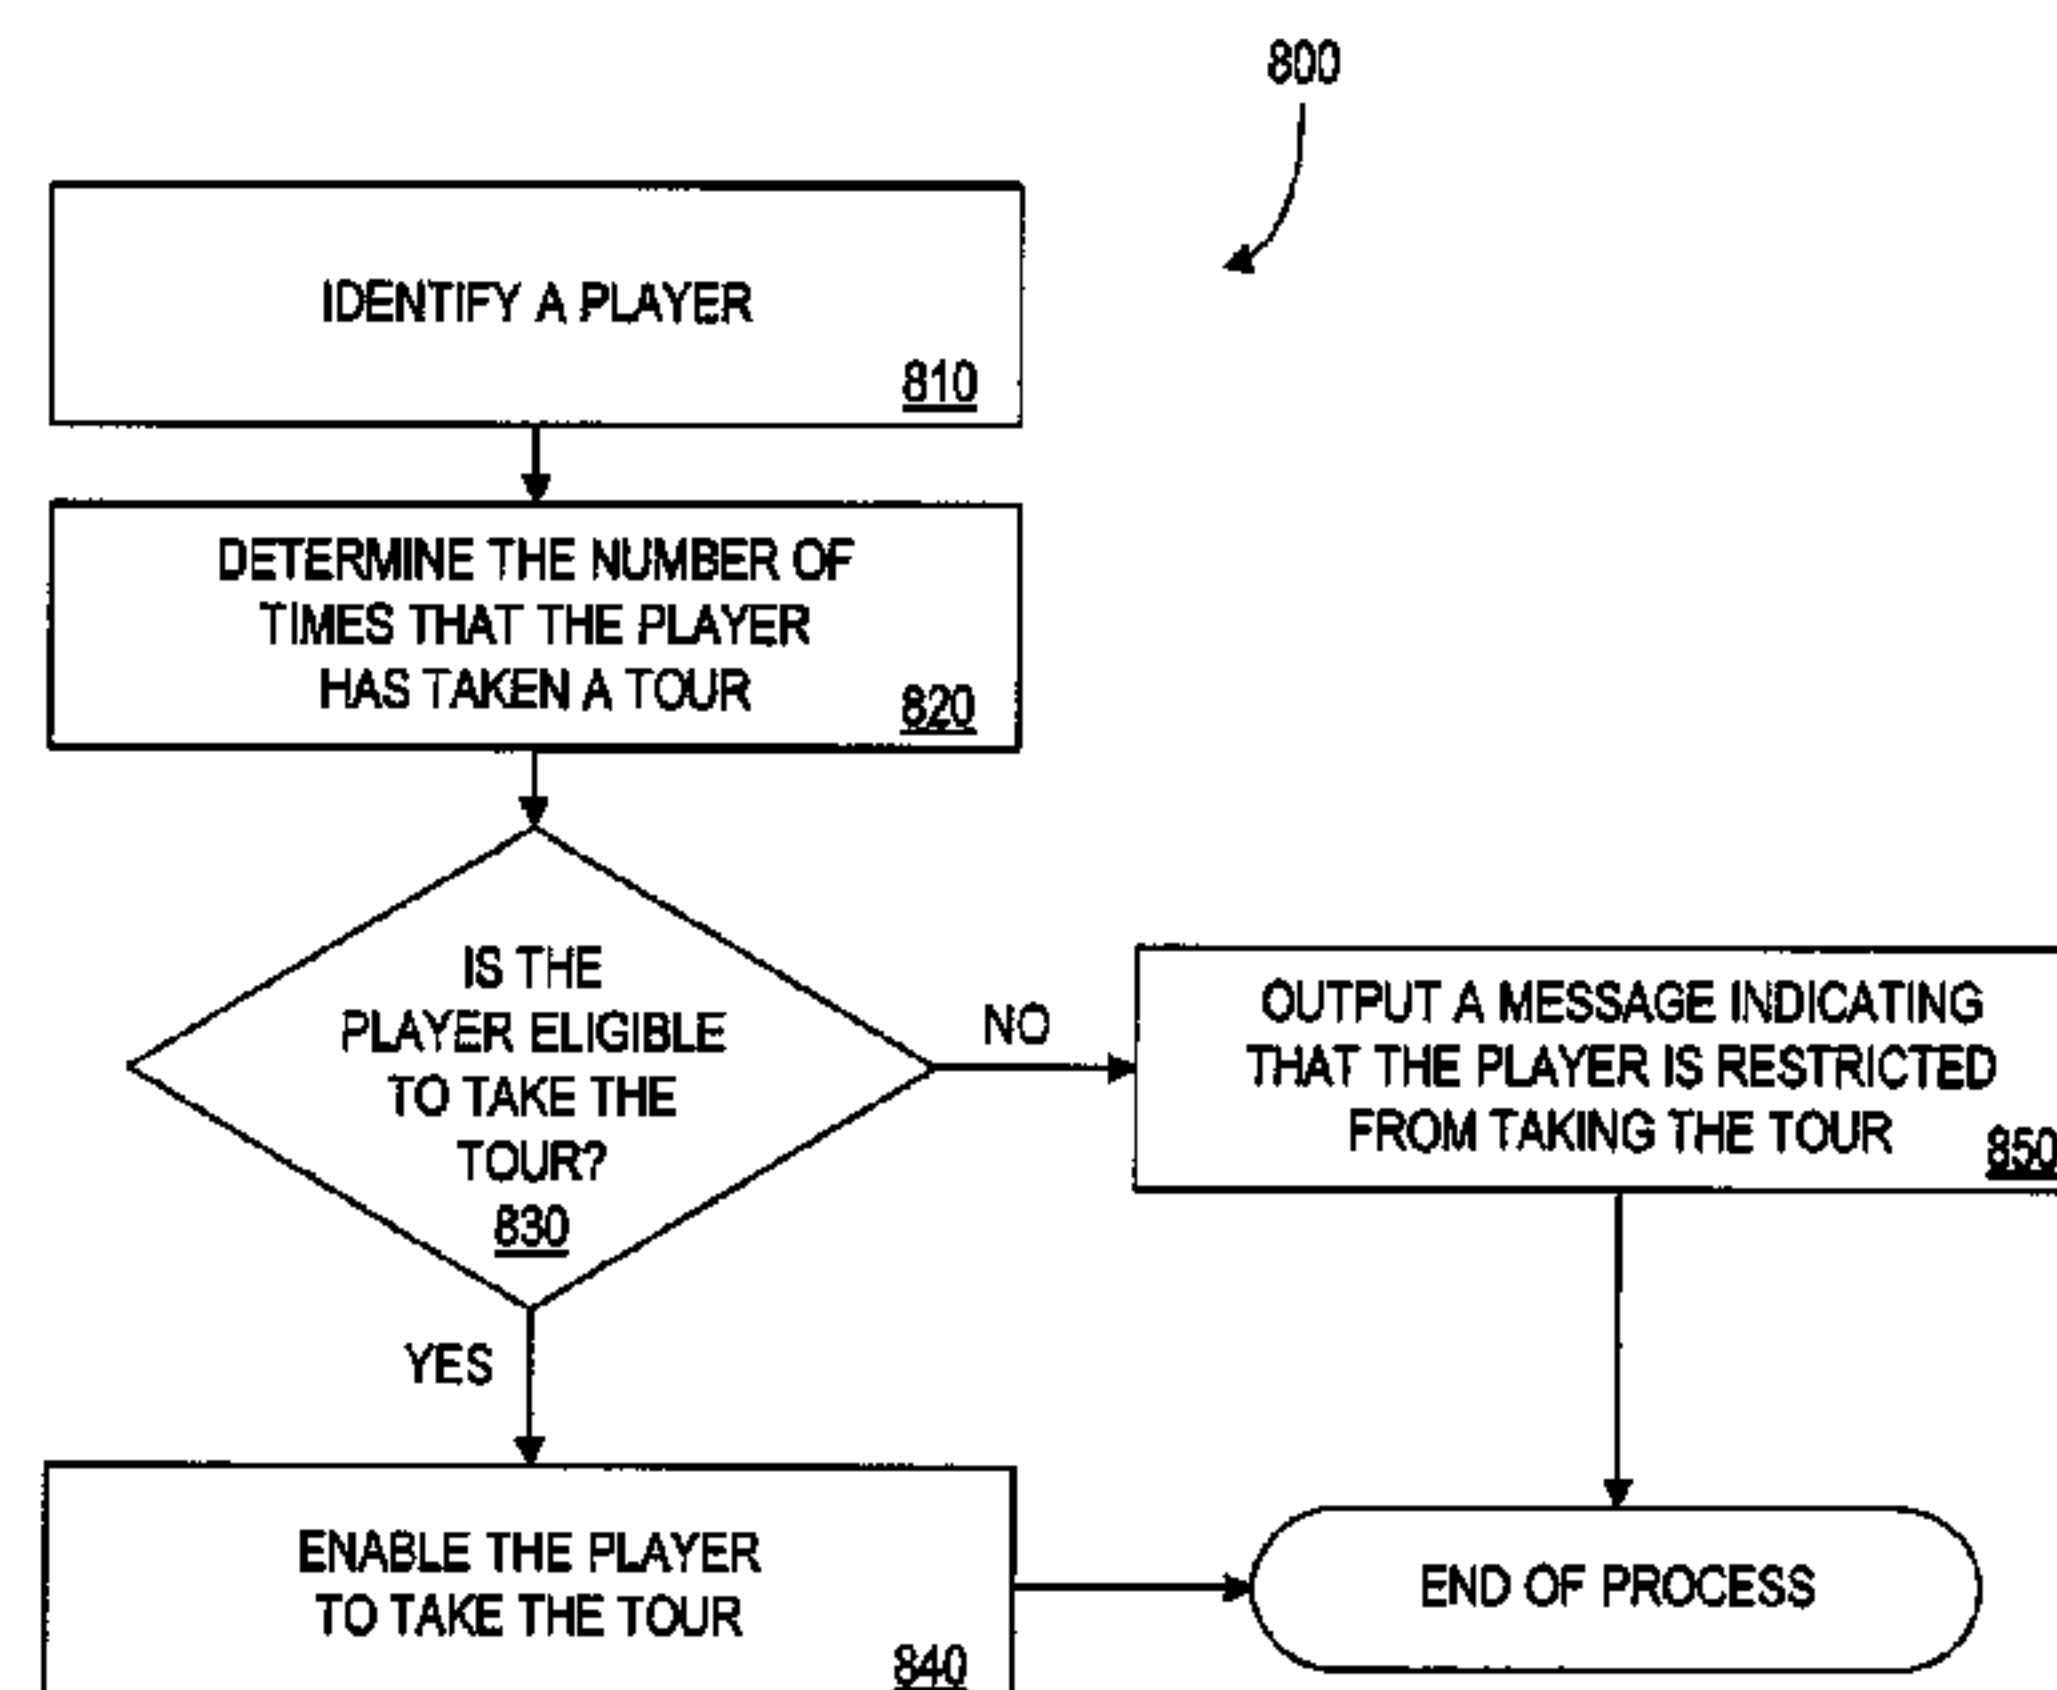 800
IDENTIFY A PLAYER
810
DETERMINE THE NUMBER OF
TIMES THAT THE PLAYER
HAS TAKEN A TOUR
820
IS THE
PLAYER ELIGIBLE
TO TAKE THE
TOUR?
830
NO
OUTPUT A MESSAGE INDICATING
THAT THE PLAYER IS RESTRICTED
FROM TAKING THE TOUR
850
YES
ENABLE THE PLAYER
TO TAKE THE TOUR
840
END OF PROCESS